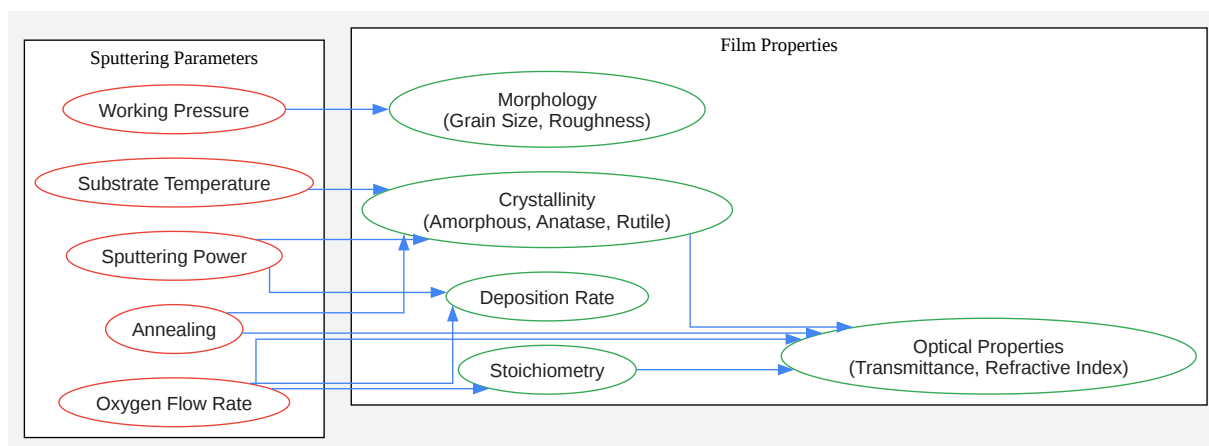 Sputtering Parameters
Working Pressure
Substrate Temperature
Sputtering Power
Annealing
Oxygen Flow Rate
Film Properties
Morphology
(Grain Size, Roughness)
Crystallinity
(Amorphous, Anatase, Rutile)
Deposition Rate
Stoichiometry
Optical Properties
(Transmittance, Refractive Index)